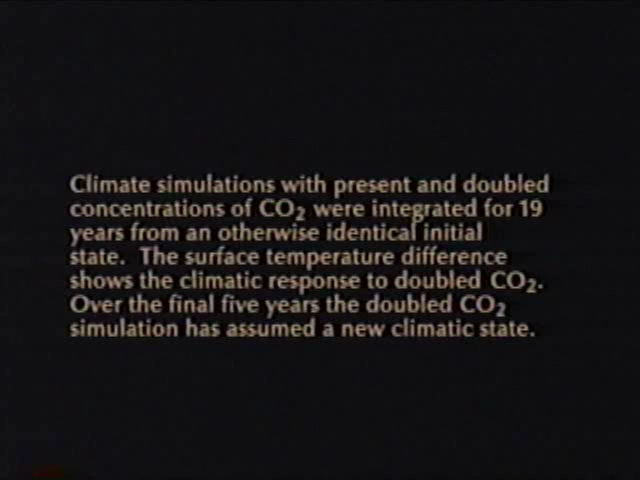 Climate simulations with present and doubled
concentrations of CO₂ were integrated for 19
years from an otherwise identical initial
state. The surface temperature difference
shows the climatic response to doubled CO₂.
Over the final five years the doubled CO₂
simulation has assumed a new climatic state.